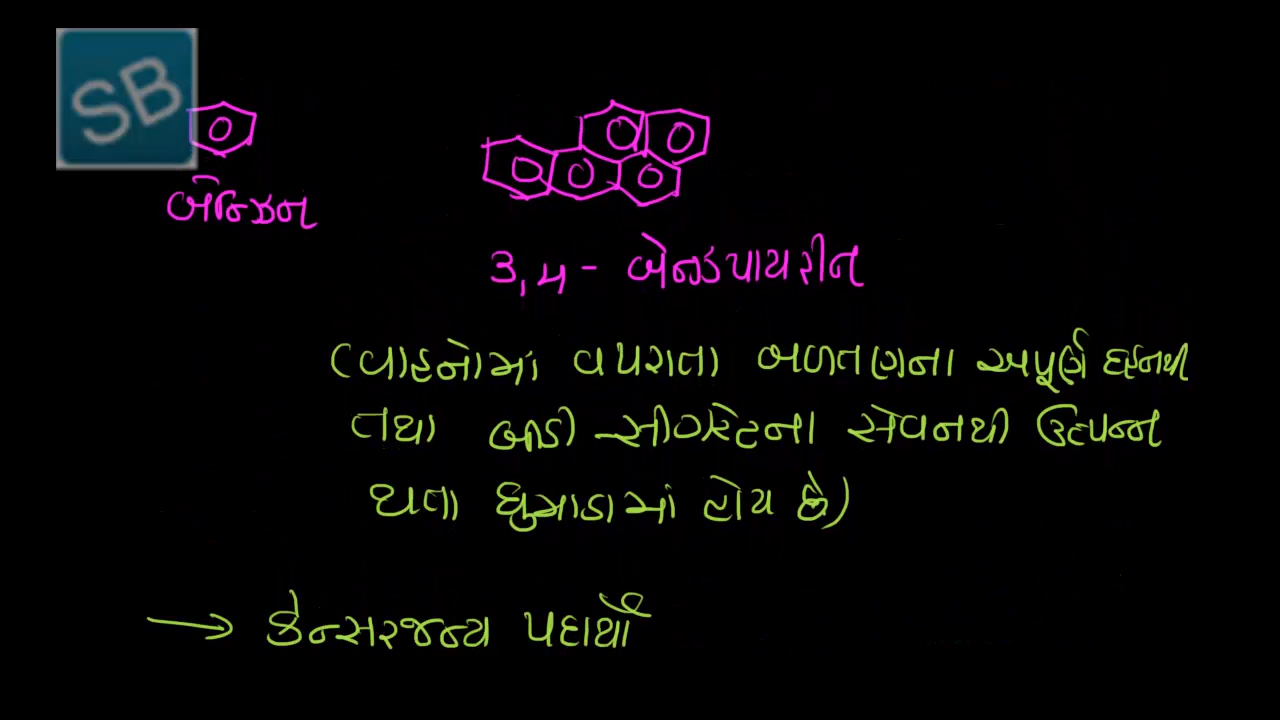 SB
બેન્ઝિન
3,4 - બેન્ઝપાયરીન
(વાહનોમાં વપરાતા બળતણના અપૂર્ણ દહનથી
તથા બીડી સીગરેટના સેવનથી ઉત્પન્ન
થતા ધુમાડામાં હોય છે)
→ કેન્સરજન્ય પદાર્થો